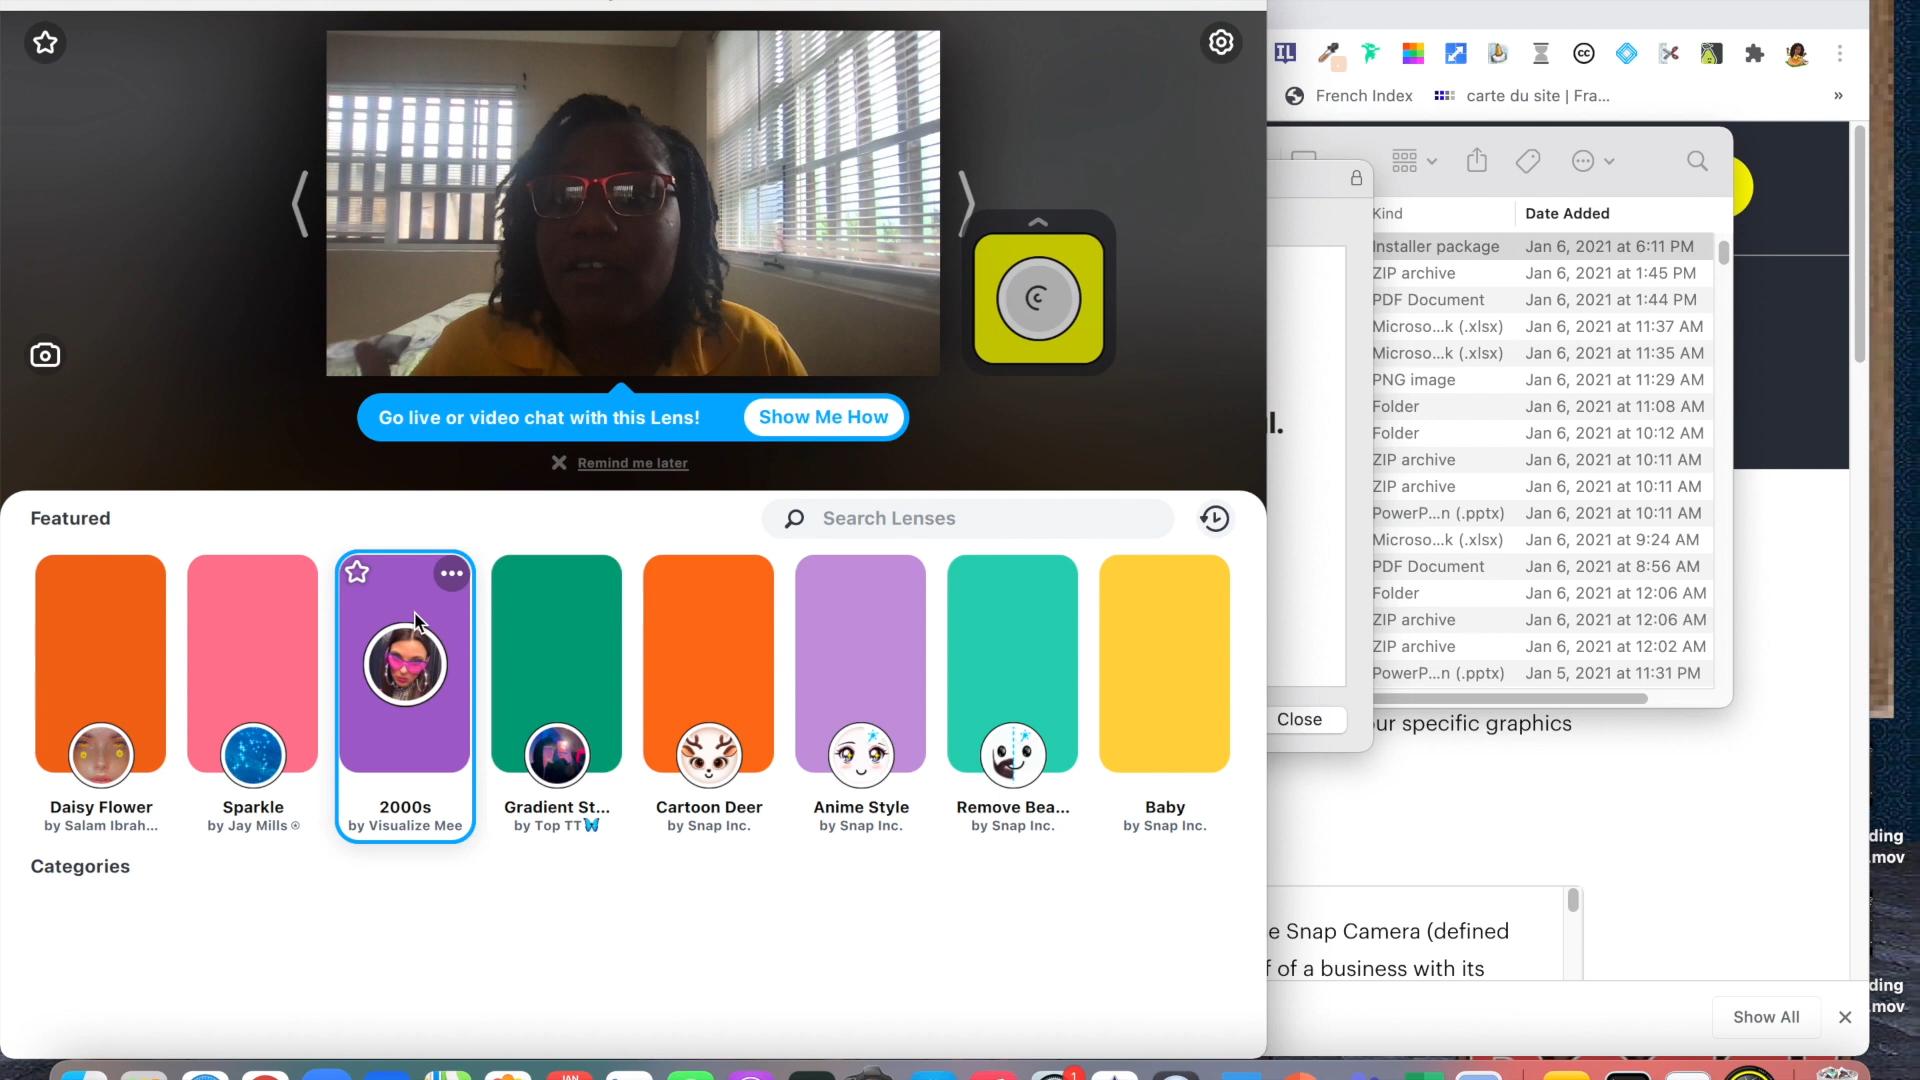 IL
CC
French Index
carte du site | Fra...
»
Kind
Date Added
Installer package
Jan 6, 2021 at 6:11 PM
ZIP archive
Jan 6, 2021 at 1:45 PM
PDF Document
Jan 6, 2021 at 1:44 PM
Microso...k (.xlsx)
Jan 6, 2021 at 11:37 AM
Microso...k (.xlsx)
Jan 6, 2021 at 11:35 AM
PNG image
Jan 6, 2021 at 11:29 AM
Folder
Jan 6, 2021 at 11:08 AM
Folder
Jan 6, 2021 at 10:12 AM
ZIP archive
Jan 6, 2021 at 10:11 AM
ZIP archive
Jan 6, 2021 at 10:11 AM
PowerP...n (.pptx)
Jan 6, 2021 at 10:11 AM
Microso...k (.xlsx)
Jan 6, 2021 at 9:24 AM
PDF Document
Jan 6, 2021 at 8:56 AM
Folder
Jan 6, 2021 at 12:06 AM
ZIP archive
Jan 6, 2021 at 12:06 AM
ZIP archive
Jan 6, 2021 at 12:02 AM
PowerP...n (.pptx)
Jan 5, 2021 at 11:31 PM
l.
Close
ur specific graphics
e Snap Camera (defined
f of a business with its
Show All
ding
.mov
ding
.mov
Go live or video chat with this Lens!
Show Me How
Remind me later
Featured
Search Lenses
Daisy Flower
by Salam Ibrah...
Sparkle
by Jay Mills
2000s
by Visualize Mee
Gradient St...
by Top TT🦋
Cartoon Deer
by Snap Inc.
Anime Style
by Snap Inc.
Remove Bea...
by Snap Inc.
Baby
by Snap Inc.
Categories
JAN
1